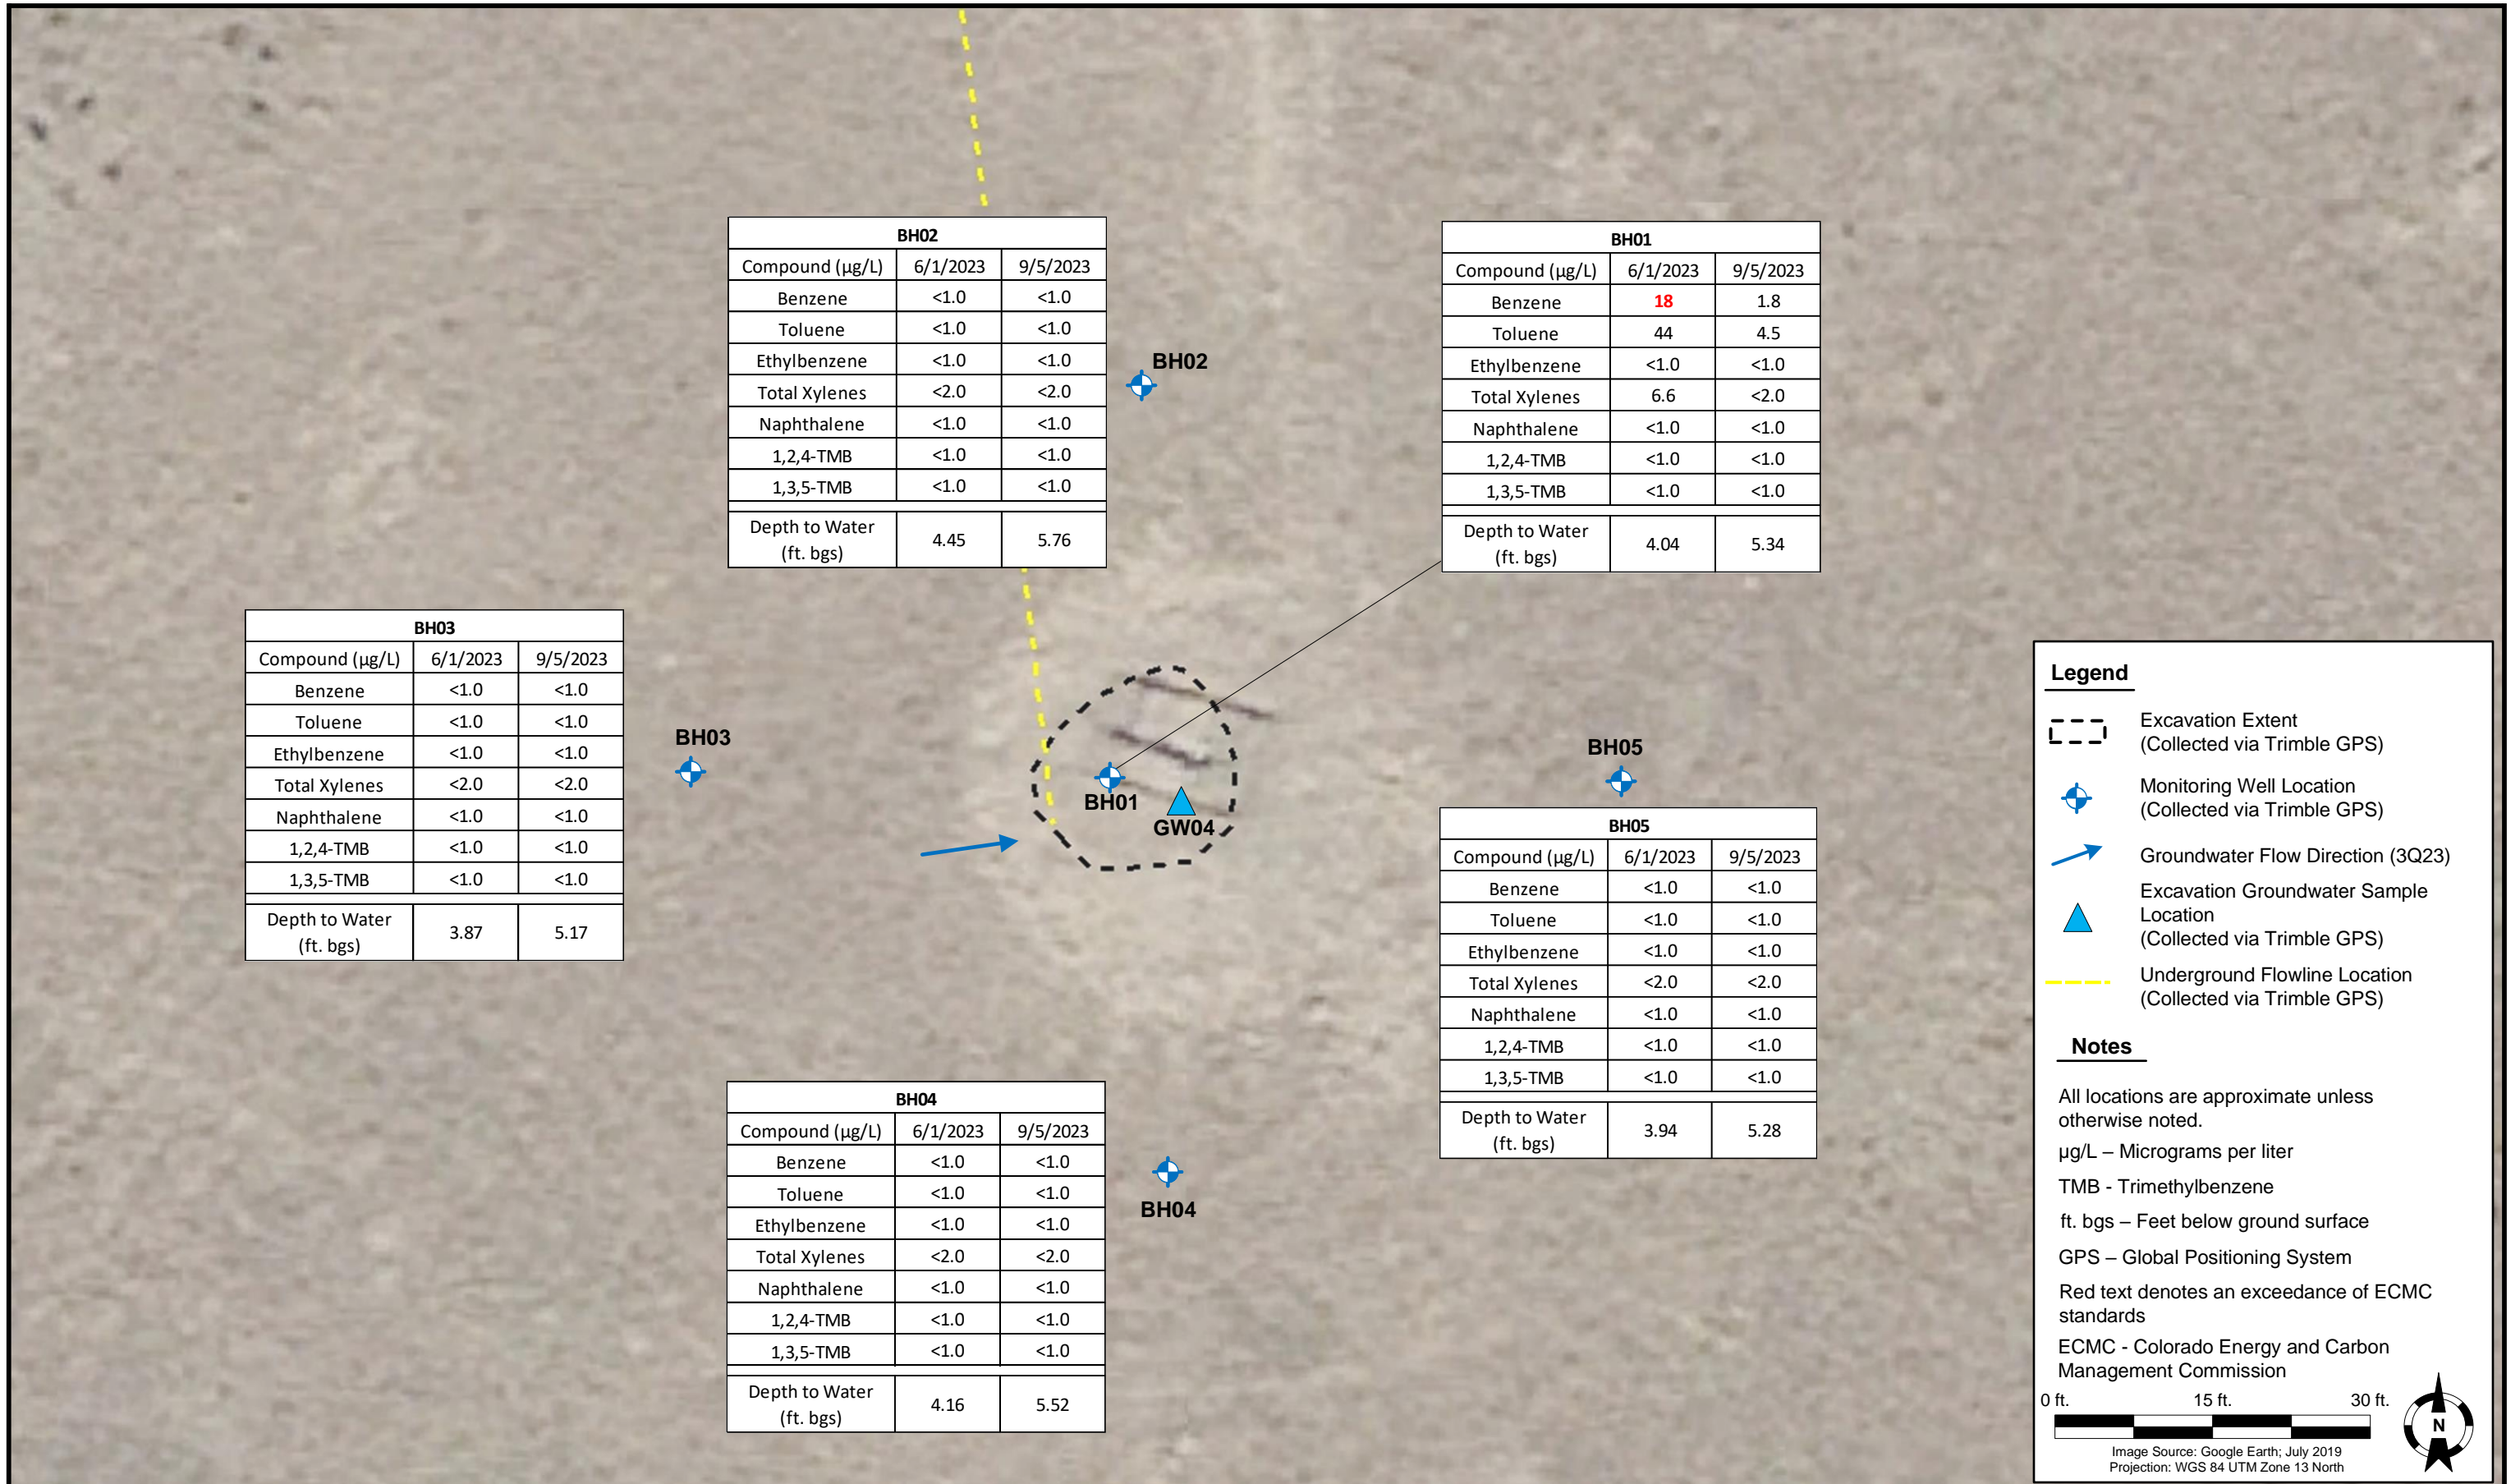 BH02
Compound (µg/L) 6/1/2023 9/5/2023
Benzene <1.0 <1.0
Toluene <1.0 <1.0
Ethylbenzene <1.0 <1.0
Total Xylenes <2.0 <2.0
Naphthalene <1.0 <1.0
1,2,4-TMB <1.0 <1.0
1,3,5-TMB <1.0 <1.0
Depth to Water
(ft. bgs) 4.45 5.76
BH02
BH01
Compound (µg/L) 6/1/2023 9/5/2023
Benzene 18 1.8
Toluene 44 4.5
Ethylbenzene <1.0 <1.0
Total Xylenes 6.6 <2.0
Naphthalene <1.0 <1.0
1,2,4-TMB <1.0 <1.0
1,3,5-TMB <1.0 <1.0
Depth to Water
(ft. bgs) 4.04 5.34
BH03
Compound (µg/L) 6/1/2023 9/5/2023
Benzene <1.0 <1.0
Toluene <1.0 <1.0
Ethylbenzene <1.0 <1.0
Total Xylenes <2.0 <2.0
Naphthalene <1.0 <1.0
1,2,4-TMB <1.0 <1.0
1,3,5-TMB <1.0 <1.0
Depth to Water
(ft. bgs) 3.87 5.17
BH03
BH01
GW04
BH05
BH05
Compound (µg/L) 6/1/2023 9/5/2023
Benzene <1.0 <1.0
Toluene <1.0 <1.0
Ethylbenzene <1.0 <1.0
Total Xylenes <2.0 <2.0
Naphthalene <1.0 <1.0
1,2,4-TMB <1.0 <1.0
1,3,5-TMB <1.0 <1.0
Depth to Water
(ft. bgs) 3.94 5.28
BH04
Compound (µg/L) 6/1/2023 9/5/2023
Benzene <1.0 <1.0
Toluene <1.0 <1.0
Ethylbenzene <1.0 <1.0
Total Xylenes <2.0 <2.0
Naphthalene <1.0 <1.0
1,2,4-TMB <1.0 <1.0
1,3,5-TMB <1.0 <1.0
Depth to Water
(ft. bgs) 4.16 5.52
BH04
Legend
Excavation Extent
(Collected via Trimble GPS)
Monitoring Well Location
(Collected via Trimble GPS)
Groundwater Flow Direction (3Q23)
Excavation Groundwater Sample
Location
(Collected via Trimble GPS)
Underground Flowline Location
(Collected via Trimble GPS)
Notes
All locations are approximate unless
otherwise noted.
µg/L – Micrograms per liter
TMB - Trimethylbenzene
ft. bgs – Feet below ground surface
GPS – Global Positioning System
Red text denotes an exceedance of ECMC
standards
ECMC - Colorado Energy and Carbon
Management Commission
0 ft. 15 ft. 30 ft.
N
Image Source: Google Earth; July 2019
Projection: WGS 84 UTM Zone 13 North